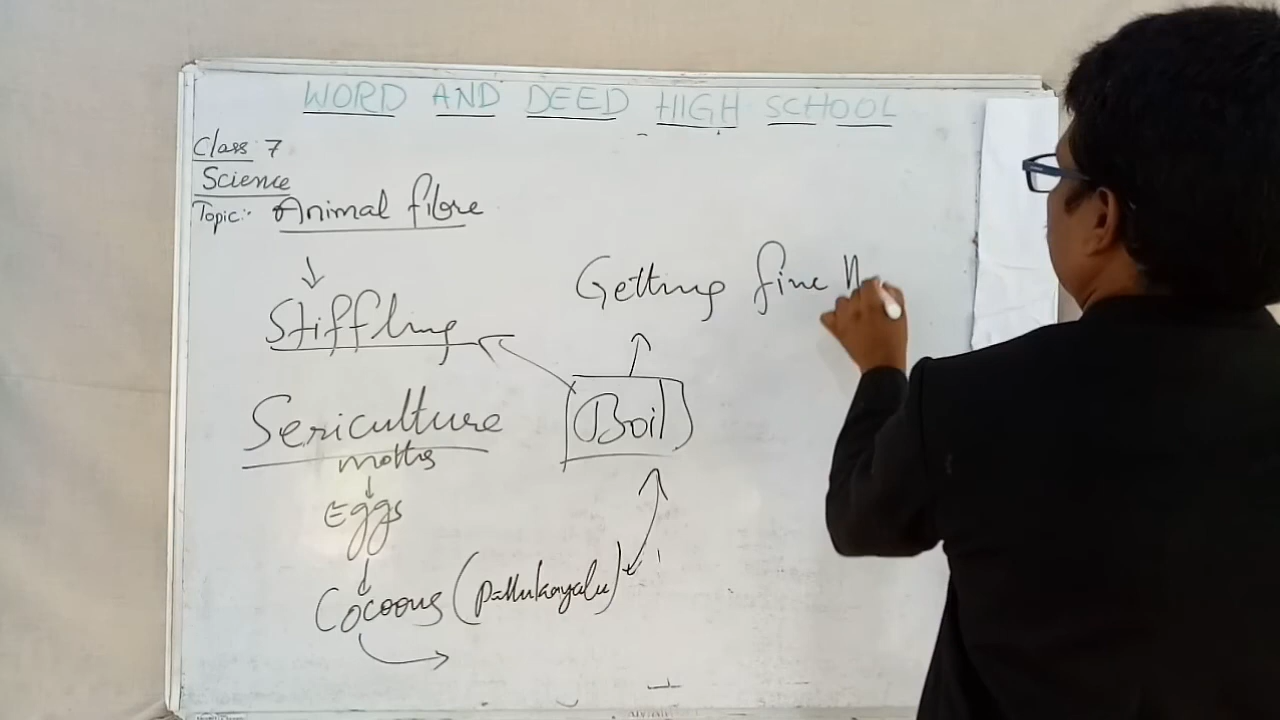 WORD AND DEED HIGH SCHOOL
Class 7
Science
Topic:- Animal fibre
Stiffling
Getting fine
Boil
Sericulture
moths
Eggs
Cocoons (pattukayalu)